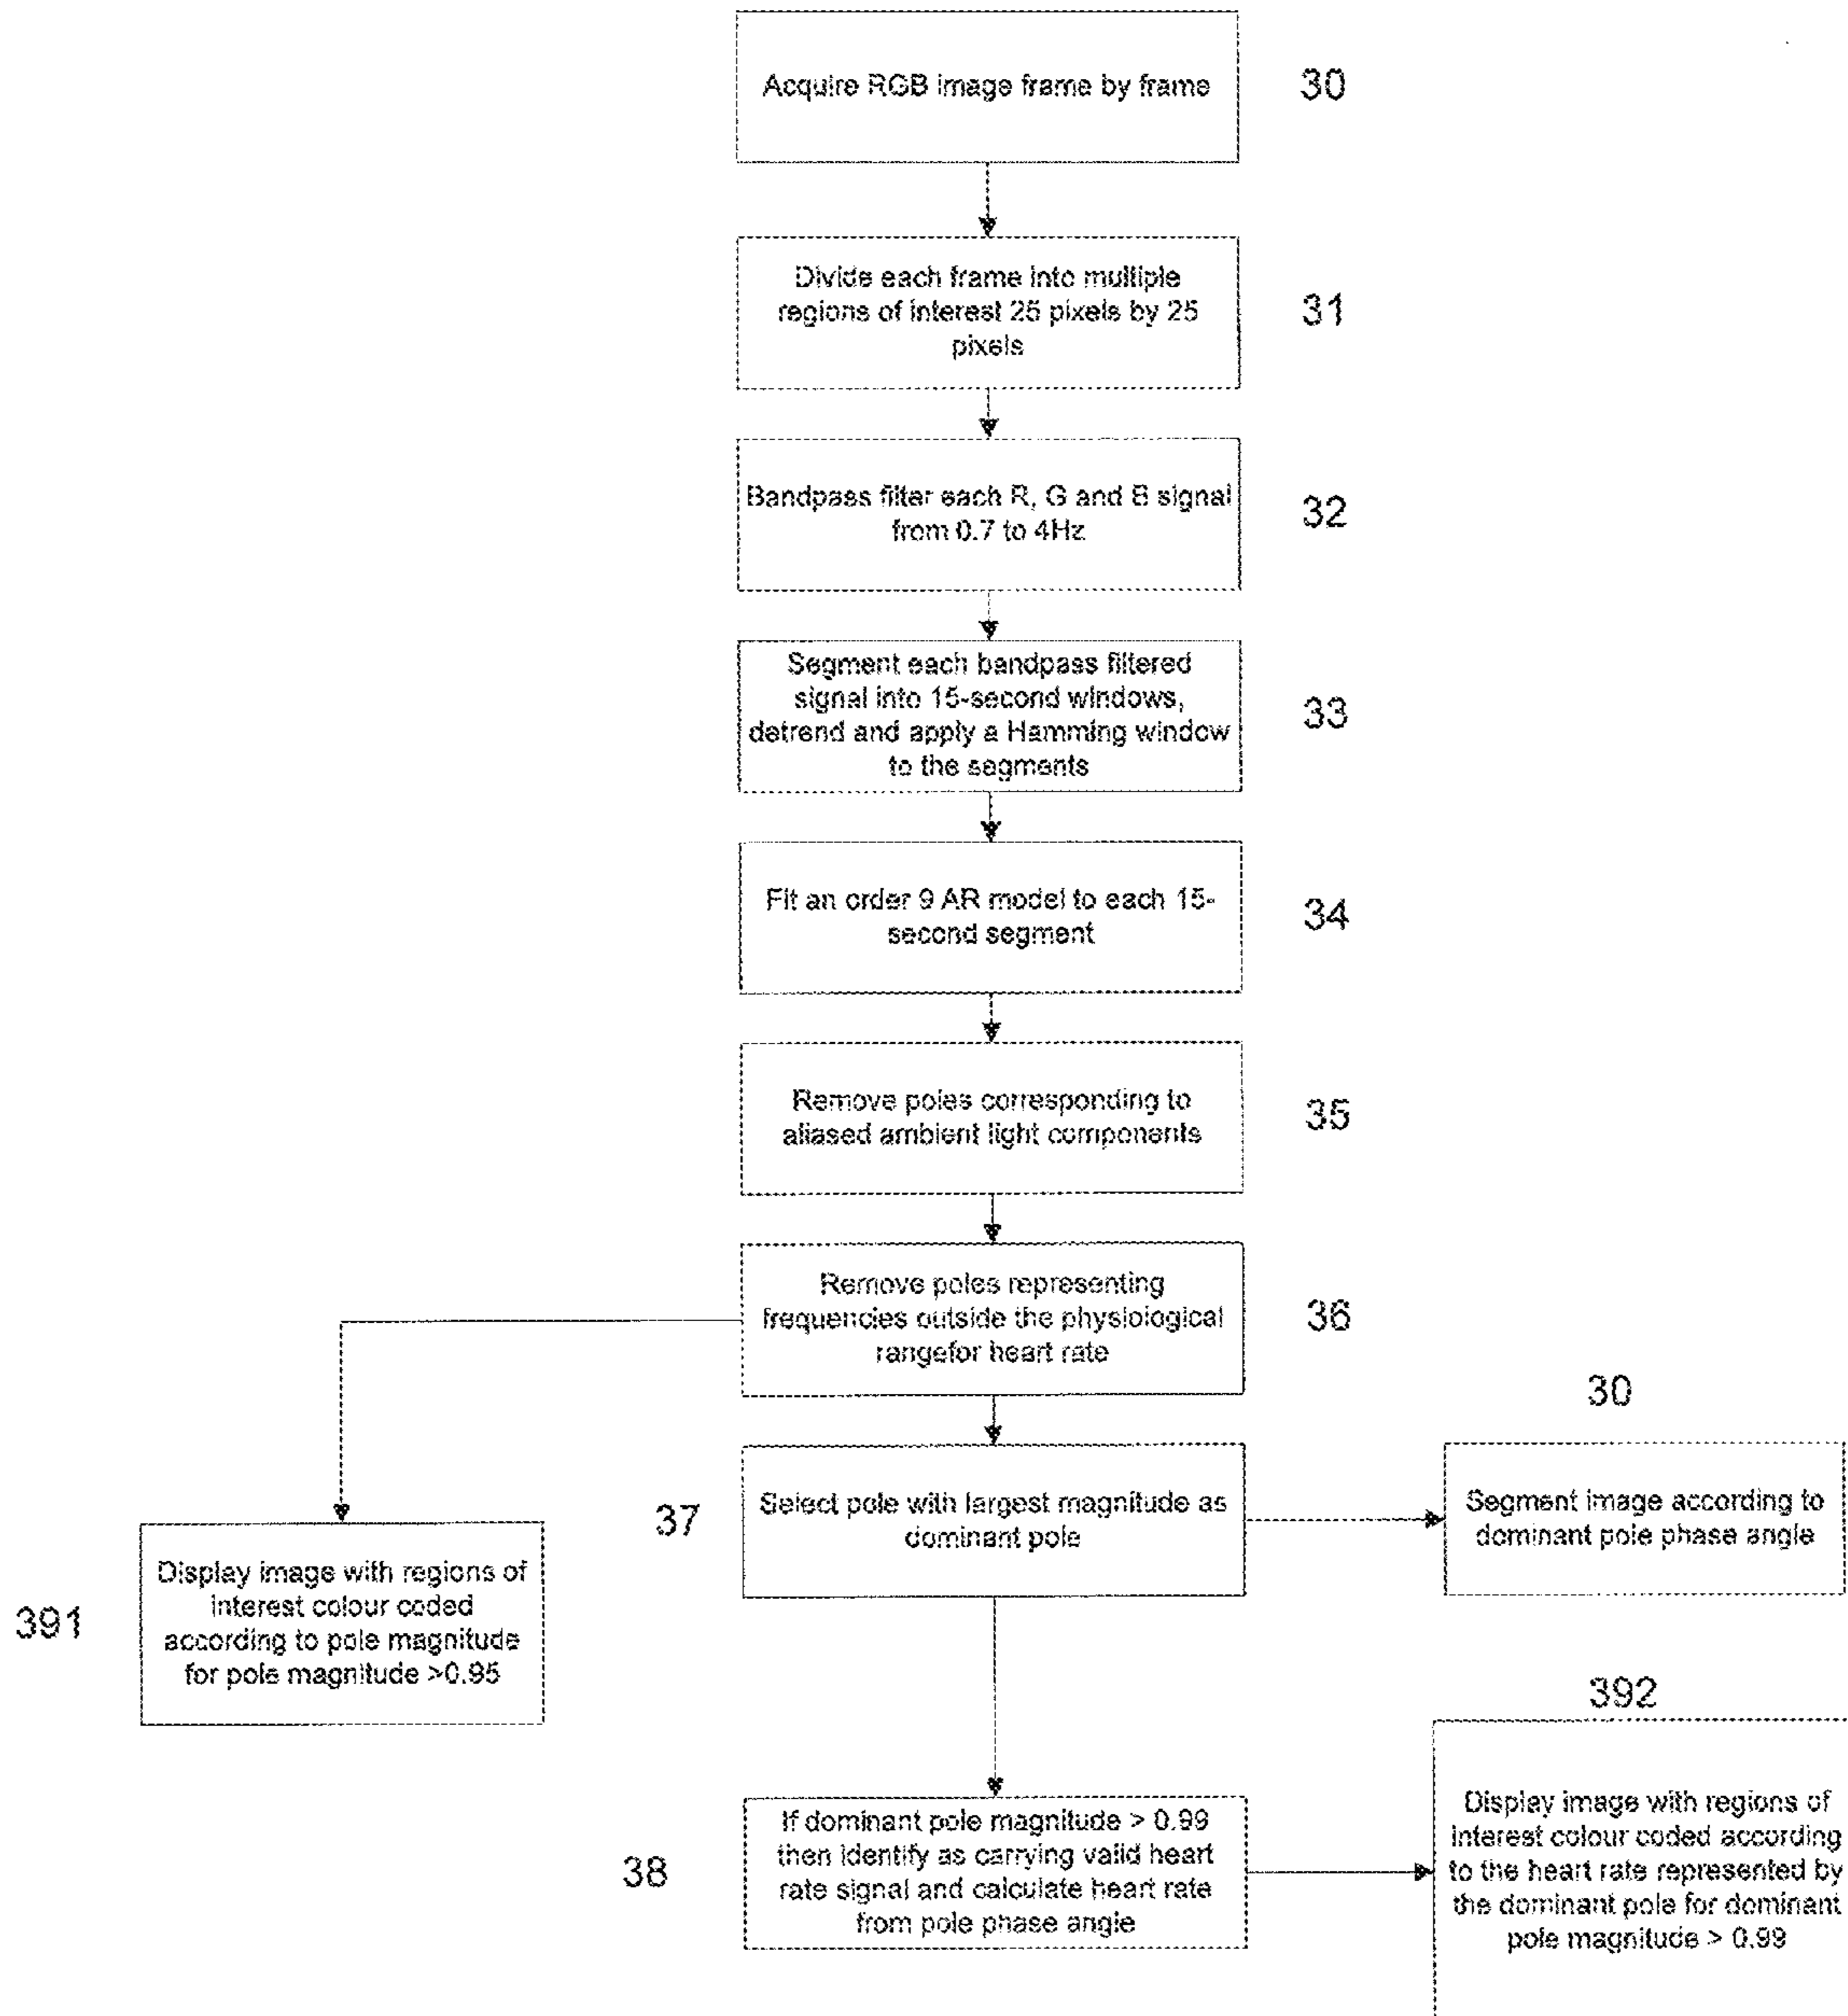 Acquire RGB image frame by frame
30
Divide each frame into multiple
regions of interest 25 pixels by 25
pixels
31
Bandpass filter each R, G and B signal
from 0.7 to 4Hz
32
Segment each bandpass filtered
signal into 15-second windows,
detrend and apply a Hamming window
to the segments
33
Fit an order 9 AR model to each 15-
second segment
34
Remove poles corresponding to
aliased ambient light components
35
Remove poles representing
frequencies outside the physiological
rangefor heart rate
36
30
37
Select pole with largest magnitude as
dominant pole
Segment image according to
dominant pole phase angle
391
Display image with regions of
interest colour coded
according to pole magnitude
for pole magnitude >0.95
392
38
If dominant pole magnitude > 0.99
then identify as carrying valid heart
rate signal and calculate heart rate
from pole phase angle
Display image with regions of
interest colour coded according
to the heart rate represented by
the dominant pole for dominant
pole magnitude > 0.99